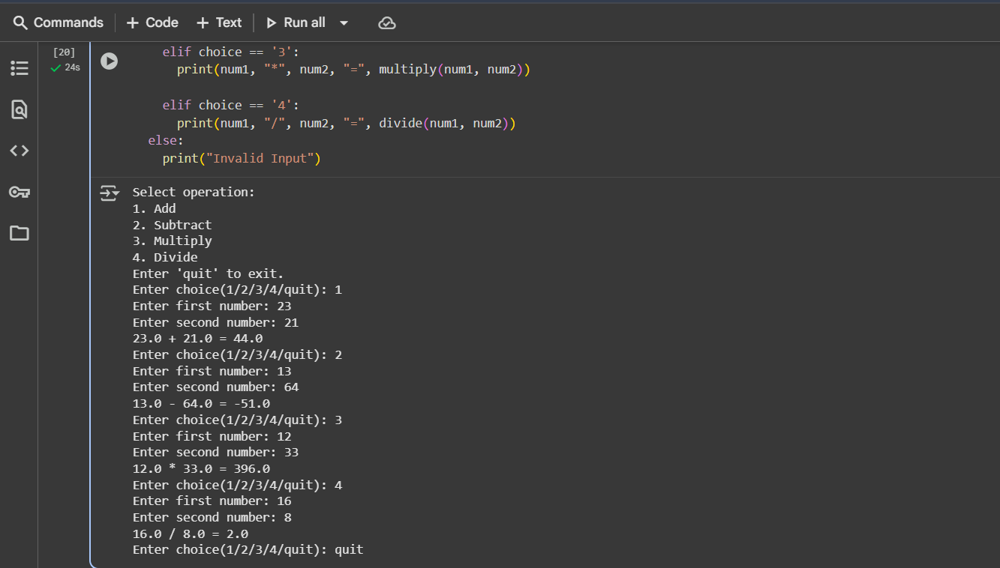 Commands + Code + Text Run all
[20]
24s
elif choice == '3':
print(num1, "*", num2, "=", multiply(num1, num2))
elif choice == '4':
print(num1, "/", num2, "=", divide(num1, num2))
else:
print("Invalid Input")
Select operation:
1. Add
2. Subtract
3. Multiply
4. Divide
Enter 'quit' to exit.
Enter choice(1/2/3/4/quit): 1
Enter first number: 23
Enter second number: 21
23.0 + 21.0 = 44.0
Enter choice(1/2/3/4/quit): 2
Enter first number: 13
Enter second number: 64
13.0 - 64.0 = -51.0
Enter choice(1/2/3/4/quit): 3
Enter first number: 12
Enter second number: 33
12.0 * 33.0 = 396.0
Enter choice(1/2/3/4/quit): 4
Enter first number: 16
Enter second number: 8
16.0 / 8.0 = 2.0
Enter choice(1/2/3/4/quit): quit